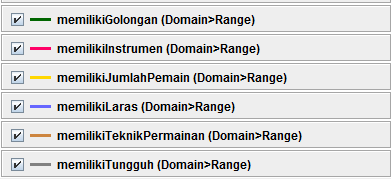 memilikiGolongan (Domain>Range)
memilikiInstrumen (Domain>Range)
memilikiJumlahPemain (Domain>Range)
memilikiLaras (Domain>Range)
memilikiTeknikPermainan (Domain>Range)
memilikiTungguh (Domain>Range)